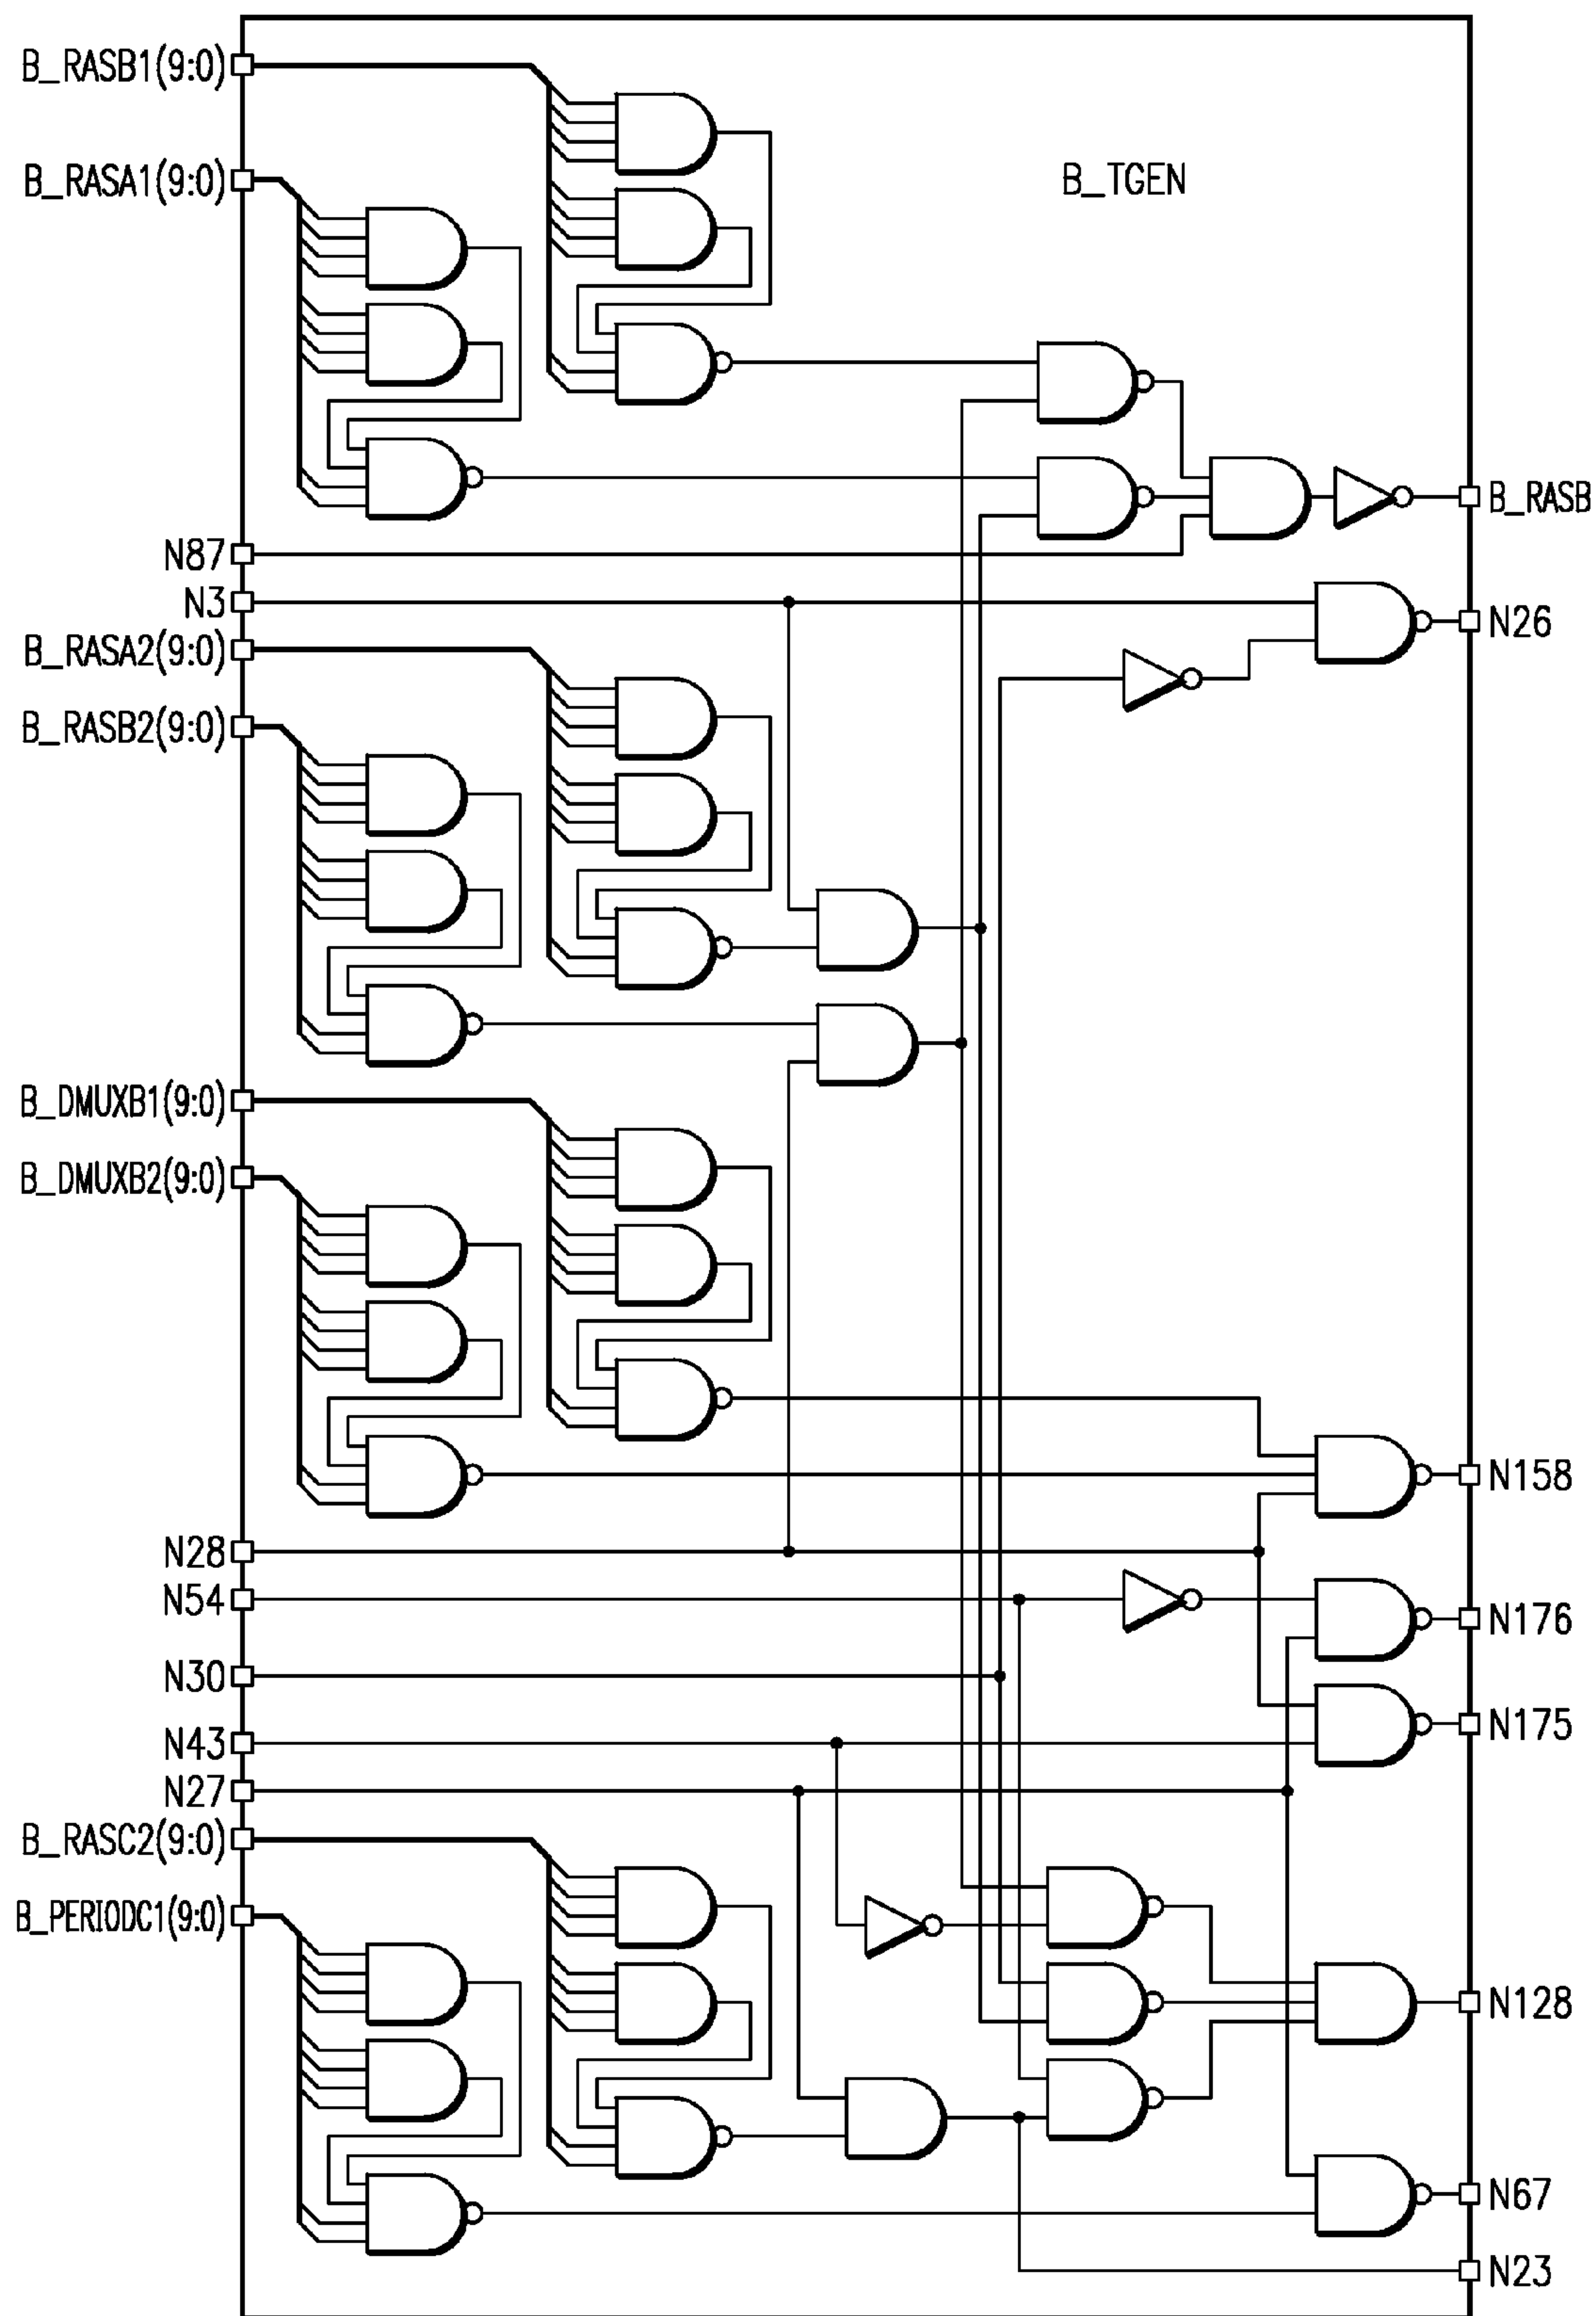 B_RASB1(9:0)
B_RASA1(9:0)
B_TGEN
B_RASB
N87
N3
N26
B_RASA2(9:0)
B_RASB2(9:0)
B_DMUXB1(9:0)
B_DMUXB2(9:0)
N158
N28
N54
N176
N30
N175
N43
N27
B_RASC2(9:0)
B_PERIODC1(9:0)
N128
N67
N23